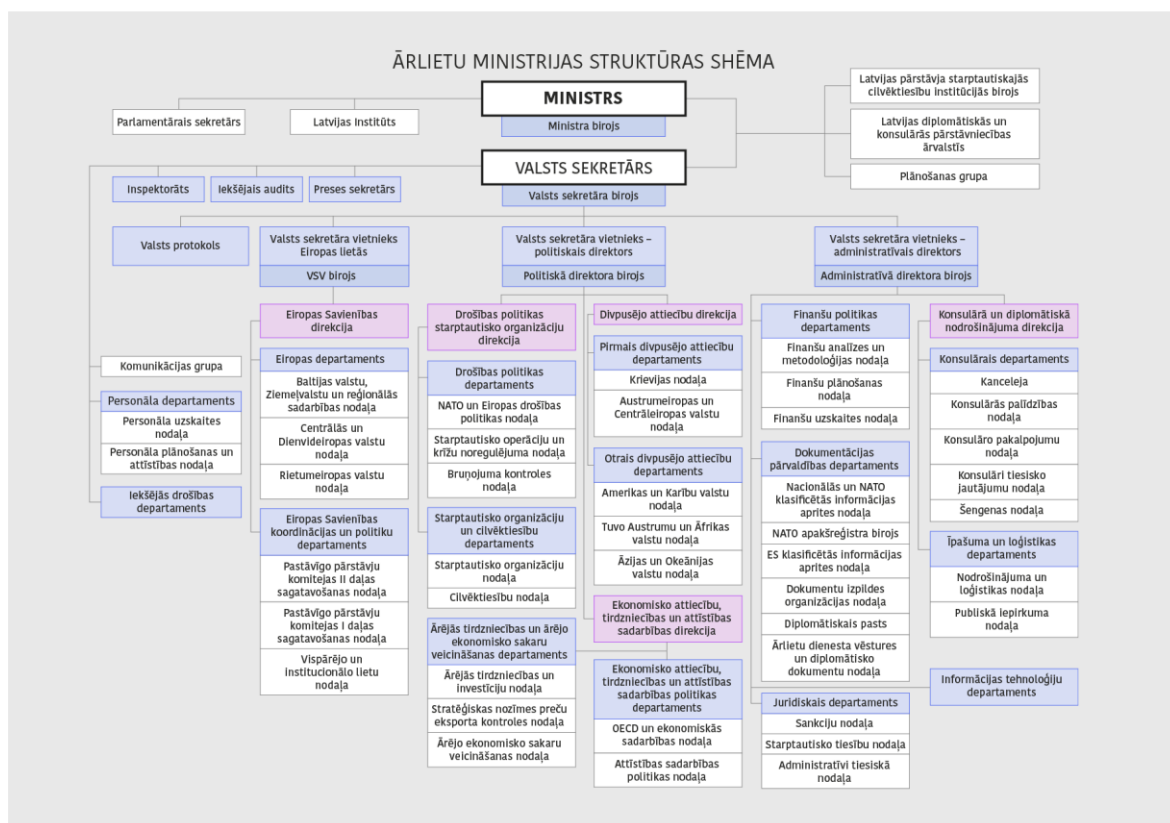 ĀRLIETU MINISTRIJAS STRUKTŪRAS SHĒMA
MINISTRS
Ministra birojs
Parlamentārais sekretārs
Latvijas Institūts
Latvijas pārstāvja starptautiskajās
cilvēktiesību institūcijās birojs
Latvijas diplomātiskās un
konsulārās pārstāvniecības
ārvalstīs
Plānošanas grupa
VALSTS SEKRETĀRS
Valsts sekretāra birojs
Inspektorāts
Iekšējais audits
Preses sekretārs
Valsts protokols
Valsts sekretāra vietnieks
Eiropas lietās
VSV birojs
Valsts sekretāra vietnieks –
politiskais direktors
Politiskā direktora birojs
Valsts sekretāra vietnieks –
administratīvais direktors
Administratīvā direktora birojs
Komunikācijas grupa
Personāla departaments
Personāla uzskaites
nodaļa
Personāla plānošanas un
attīstības nodaļa
Iekšējās drošības
departaments
Eiropas Savienības
direkcija
Eiropas departaments
Baltijas valstu,
Ziemeļvalstu un reģionālās
sadarbības nodaļa
Centrālās un
Dienvideiropas valstu
nodaļa
Rietumeiropas valstu
nodaļa
Eiropas Savienības
koordinācijas un politiku
departaments
Pastāvīgo pārstāvju
komitejas II daļas
sagatavošanas nodaļa
Pastāvīgo pārstāvju
komitejas I daļas
sagatavošanas nodaļa
Vispārējo un
institucionālo lietu
nodaļa
Drošības politikas
starptautisko organizāciju
direkcija
Drošības politikas
departaments
NATO un Eiropas drošības
politikas nodaļa
Starptautisko operāciju un
krīžu noregulējuma nodaļa
Bruņojuma kontroles
nodaļa
Starptautisko organizāciju
un cilvēktiesību departaments
Starptautisko organizāciju
nodaļa
Cilvēktiesību nodaļa
Ārējās tirdzniecības un ārējo
ekonomisko sakaru
veicināšanas departaments
Ārējās tirdzniecības un
investīciju nodaļa
Stratēģiskas nozīmes preču
eksporta kontroles nodaļa
Ārējo ekonomisko sakaru
veicināšanas nodaļa
Divpusējo attiecību direkcija
Pirmais divpusējo attiecību
departaments
Krievijas nodaļa
Austrumeiropas un
Centrāleiropas valstu
nodaļa
Otrais divpusējo attiecību
departaments
Amerikas un Karību valstu
nodaļa
Tuvo Austrumu un Āfrikas
valstu nodaļa
Āzijas un Okeānijas
valstu nodaļa
Ekonomisko attiecību,
tirdzniecības un attīstības
sadarbības direkcija
Ekonomisko attiecību,
tirdzniecības un attīstības
sadarbības politikas
departaments
OECD un ekonomiskās
sadarbības nodaļa
Attīstības sadarbības
politikas nodaļa
Finanšu politikas
departaments
Finanšu analīzes un
metodoloģijas nodaļa
Finanšu plānošanas
nodaļa
Finanšu uzskaites nodaļa
Dokumentācijas
pārvaldības departaments
Nacionālās un NATO
klasificētās informācijas
aprites nodaļa
NATO apakšreģistra birojs
ES klasificētās informācijas
aprites nodaļa
Dokumentu izpildes
organizācijas nodaļa
Diplomātiskais pasts
Ārlietu dienesta vēstures
un diplomātisko
dokumentu nodaļa
Juridiskais departaments
Sankciju nodaļa
Starptautisko tiesību nodaļa
Administratīvi tiesiskā
nodaļa
Konsulārā un diplomātiskā
nodrošinājuma direkcija
Konsulārais departaments
Kanceleja
Konsulārās palīdzības
nodaļa
Konsulāro pakalpojumu
nodaļa
Konsulāri tiesisko
jautājumu nodaļa
Šengenas nodaļa
Īpašuma un loģistikas
departaments
Nodrošinājuma un
loģistikas nodaļa
Publiskā iepirkuma
nodaļa
Informācijas tehnoloģiju
departaments